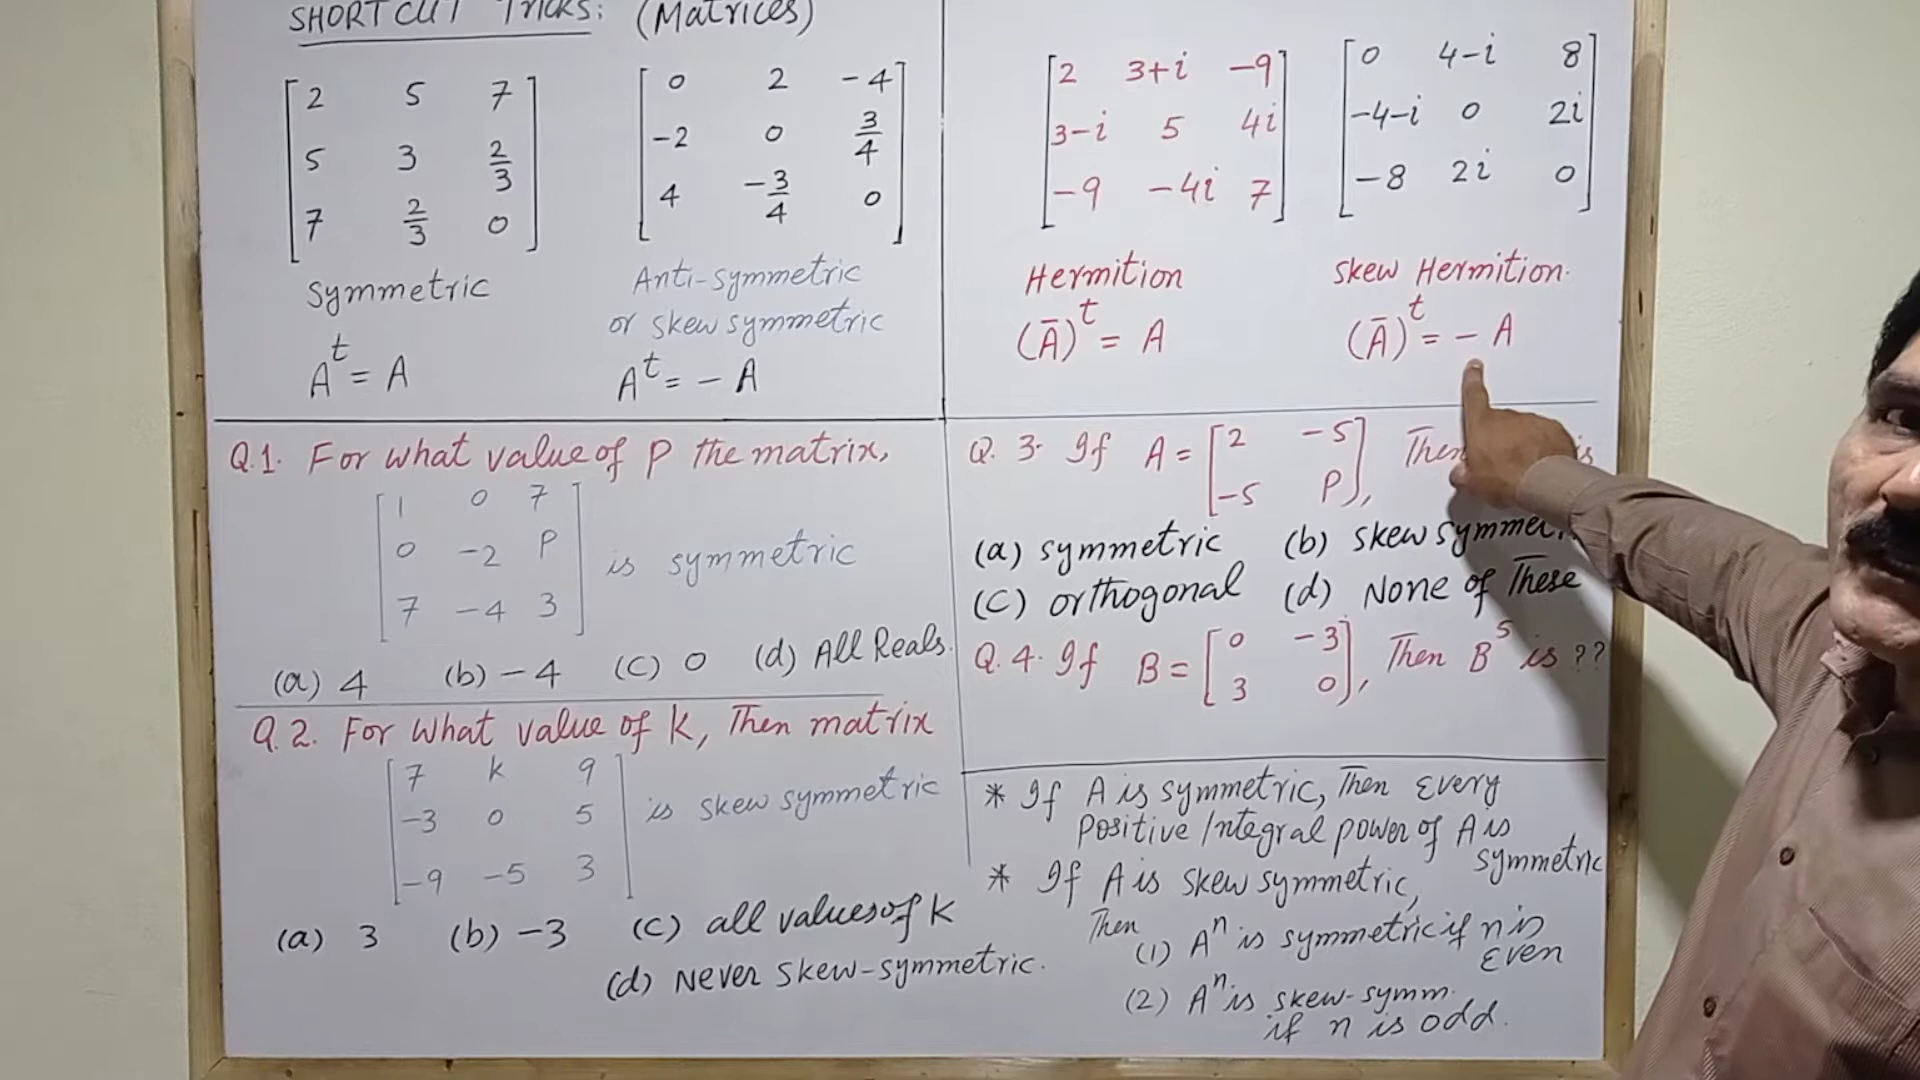 SHORTCUT Tricks: (Matrices)
2 5 7
5 3 2/3
7 2/3 0
Symmetric
A^t = A
0 2 -4
-2 0 3/4
4 -3/4 0
Anti-symmetric
or skew symmetric
A^t = - A
2 3+i -9
3-i 5 4i
-9 -4i 7
Hermition
(Ā)^t = A
0 4-i 8
-4-i 0 2i
-8 2i 0
Skew Hermition.
(Ā)^t = - A
Q.1. For what value of P the matrix,
1 0 7
0 -2 P
7 -4 3
is symmetric
(a) 4 (b) -4 (c) 0 (d) All Reals.
Q.2. For what value of k, Then matrix
7 k 9
-3 0 5
-9 -5 3
is skew symmetric
(a) 3 (b) -3 (c) all values of k
(d) Never skew-symmetric.
Q. 3. If A = [2 -5
-5 P], Then is
(a) symmetric (b) skew symme
(c) orthogonal (d) None of These
Q.4. If B = [0 -3
3 0], Then B^5 is ??
* If A is symmetric, Then Every
Positive Integral power of A is
symmetric
* If A is skew symmetric,
Then
(1) A^n is symmetric if n is
Even
(2) A^n is skew-symm.
if n is odd.